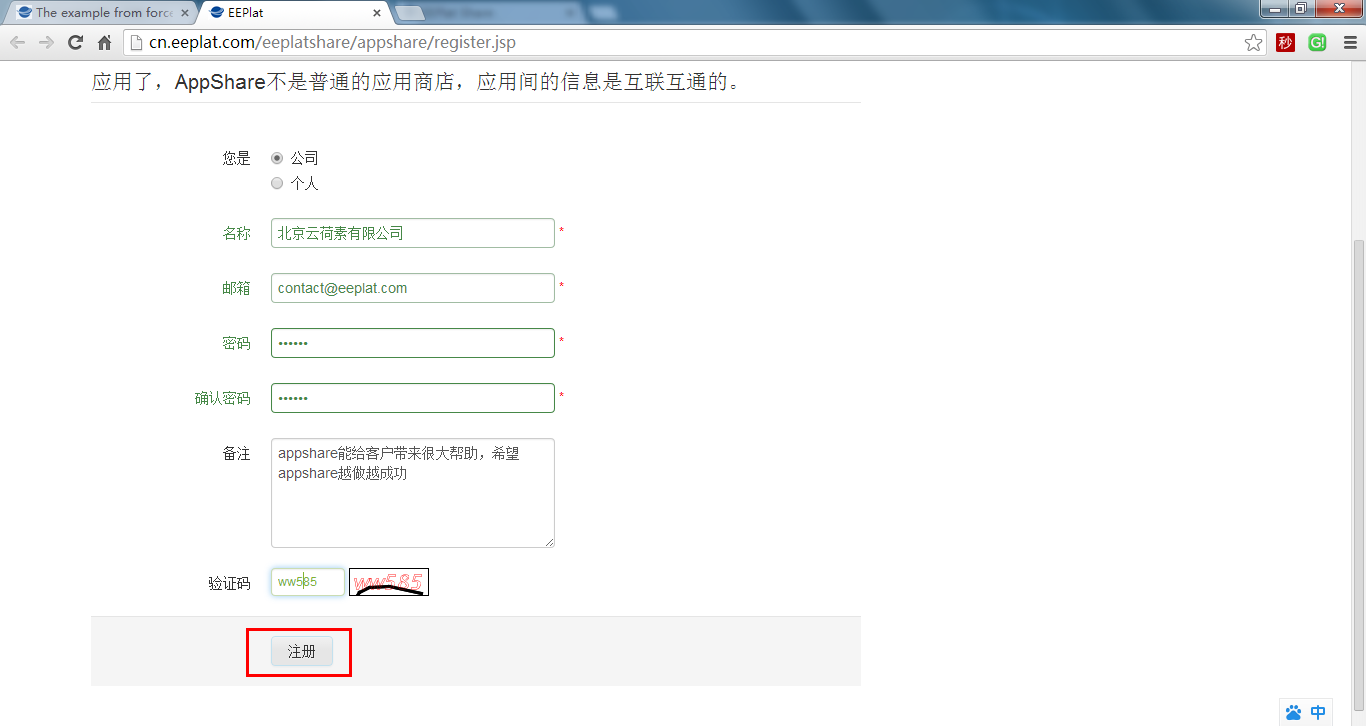 The example from force
EEPlat
cn.eeplat.com/eeplatshare/appshare/register.jsp
秒
G!
应用了，AppShare不是普通的应用商店，应用间的信息是互联互通的。
您是
公司
个人
名称
北京云荷素有限公司
*
邮箱
contact@eeplat.com
*
密码
••••••
*
确认密码
••••••
*
备注
appshare能给客户带来很大帮助，希望
appshare越做越成功
验证码
ww585
ww585
注册
中